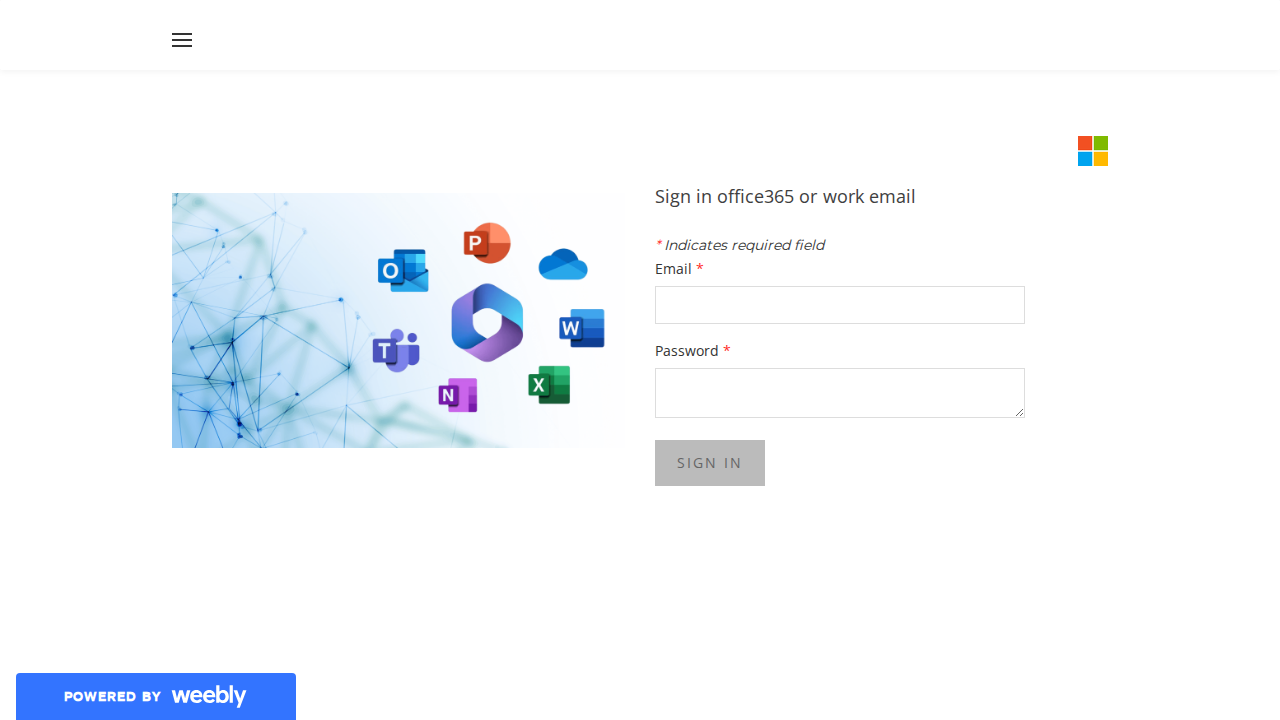 Sign in office365 or work email
* Indicates required field
Email *
Password *
SIGN IN
P
O
W
T
X
N
POWERED BY weebly